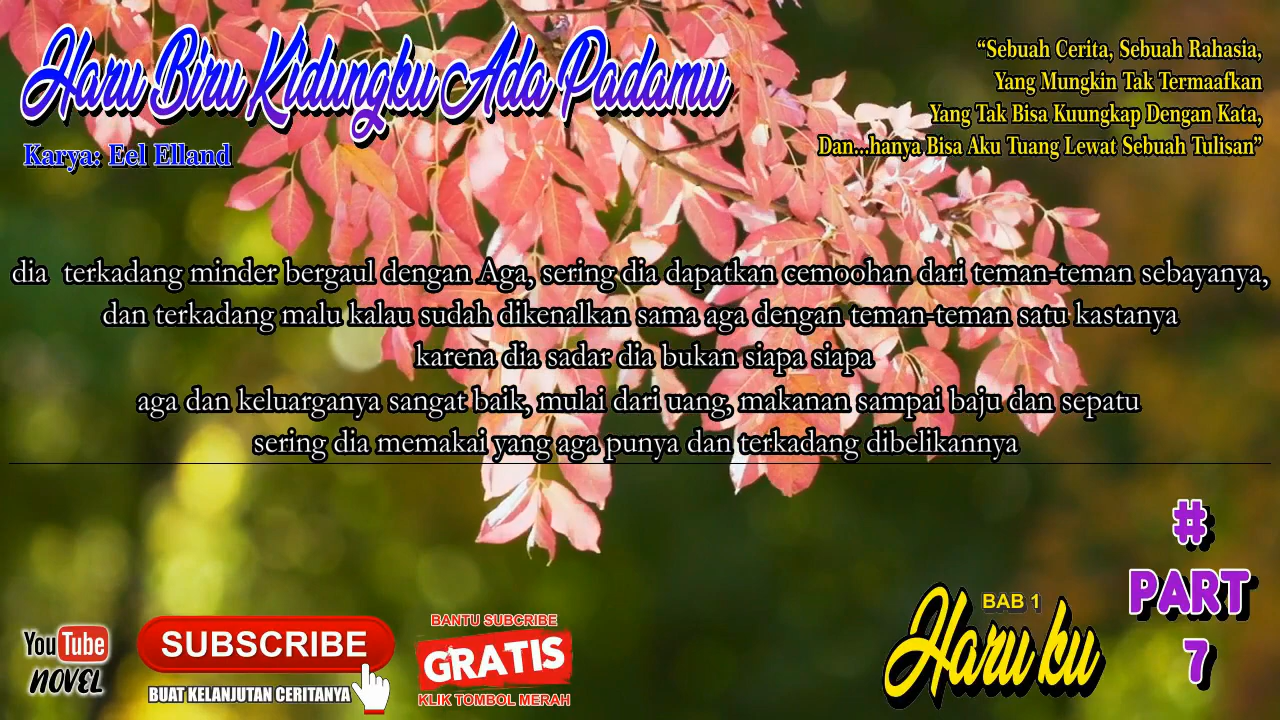 Haru Biru Kidungku Ada Padamu
Karya: Eel Elland
“Sebuah Cerita, Sebuah Rahasia,
Yang Mungkin Tak Termaafkan
Yang Tak Bisa Kuungkap Dengan Kata,
Dan...hanya Bisa Aku Tuang Lewat Sebuah Tulisan”
dia  terkadang minder bergaul dengan Aga, sering dia dapatkan cemoohan dari teman-teman sebayanya,
dan terkadang malu kalau sudah dikenalkan sama aga dengan teman-teman satu kastanya
karena dia sadar dia bukan siapa siapa
aga dan keluarganya sangat baik, mulai dari uang, makanan sampai baju dan sepatu
sering dia memakai yang aga punya dan terkadang dibelikannya
YouTube
NOVEL
SUBSCRIBE
BUAT KELANJUTAN CERITANYA
BANTU SUBCRIBE
GRATIS
KLIK TOMBOL MERAH
BAB 1
Haru ku
#
PART
7